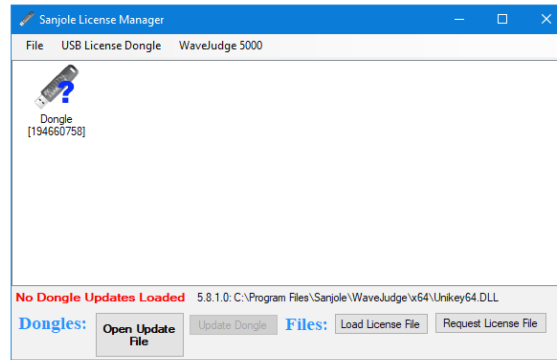 Sanjole License Manager
File USB License Dongle WaveJudge 5000
?
Dongle
[194660758]
No Dongle Updates Loaded 5.8.1.0: C:\Program Files\Sanjole\WaveJudge\x64\Unikey64.DLL
Dongles: Open Update File Update Dongle Files: Load License File Request License File